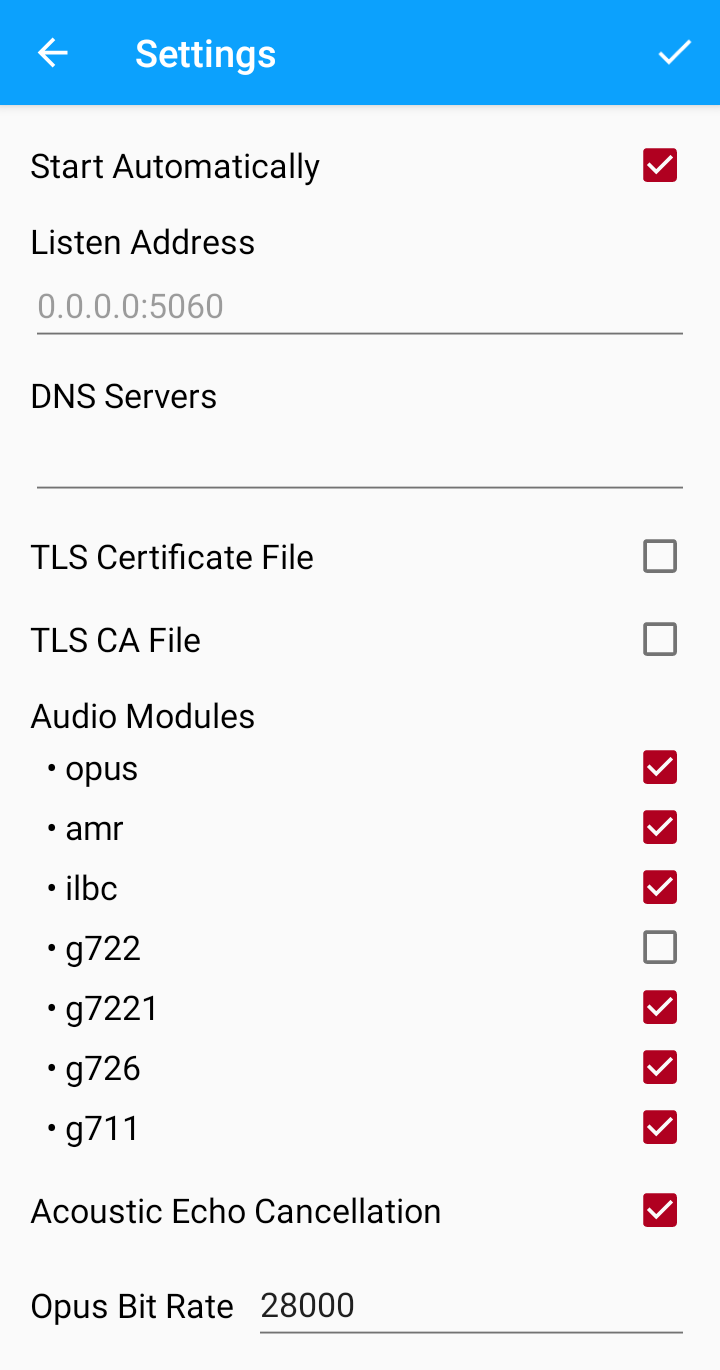 Settings
Start Automatically
Listen Address
0.0.0.0:5060
DNS Servers
TLS Certificate File
TLS CA File
Audio Modules
• opus
• amr
• ilbc
• g722
• g7221
• g726
• g711
Acoustic Echo Cancellation
Opus Bit Rate 28000